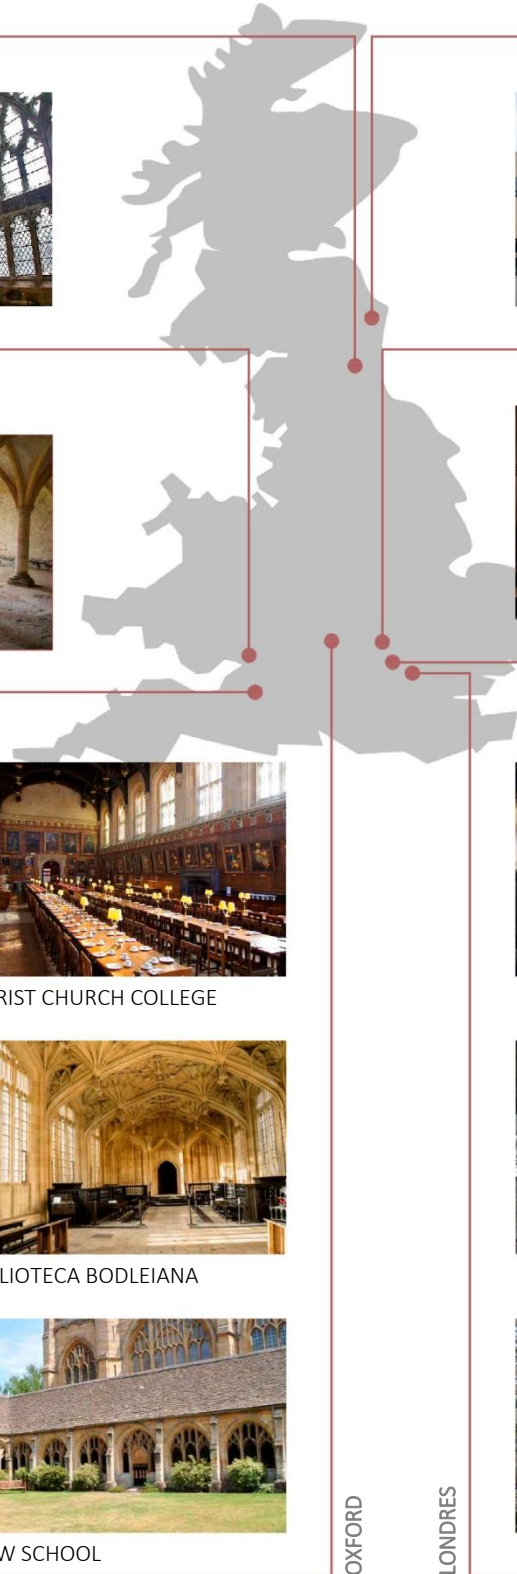 RIST CHURCH COLLEGE
LIOTECA BODLEIANA
W SCHOOL
OXFORD
LONDRES